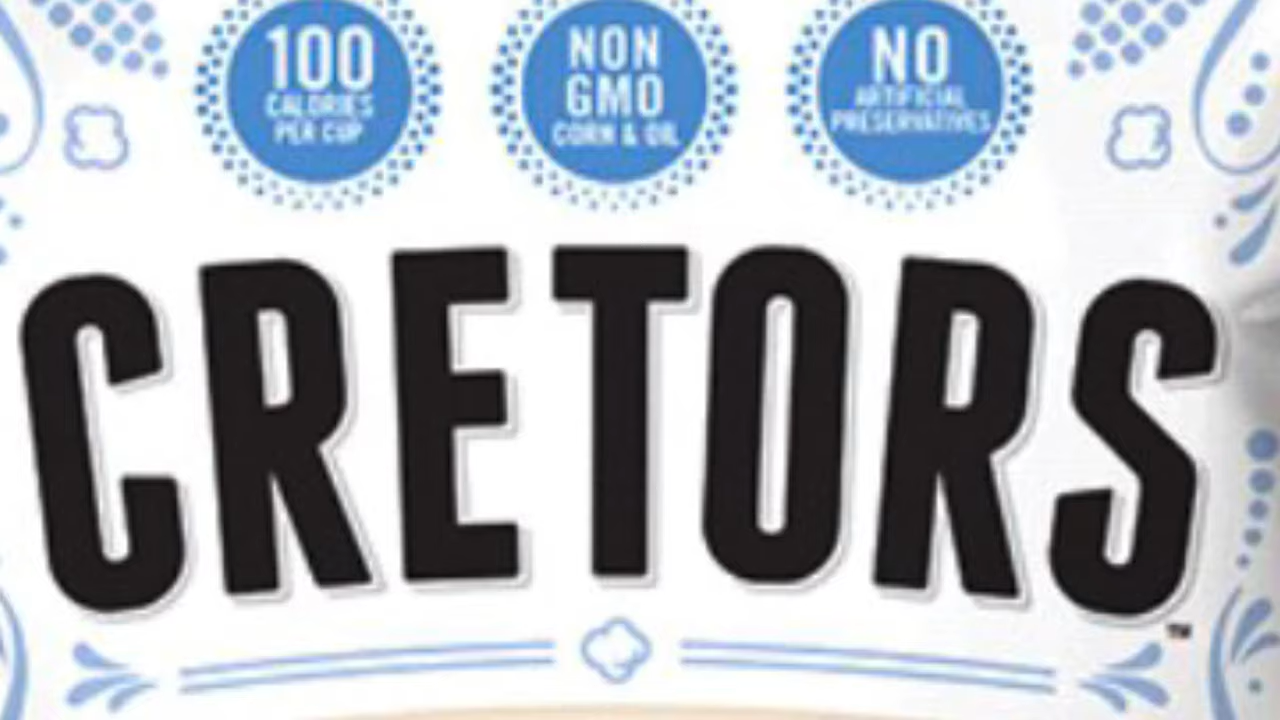 100
CALORIES
PER CUP
NON
GMO
CORN & OIL
NO
ARTIFICIAL
PRESERVATIVES
CRETORS
™